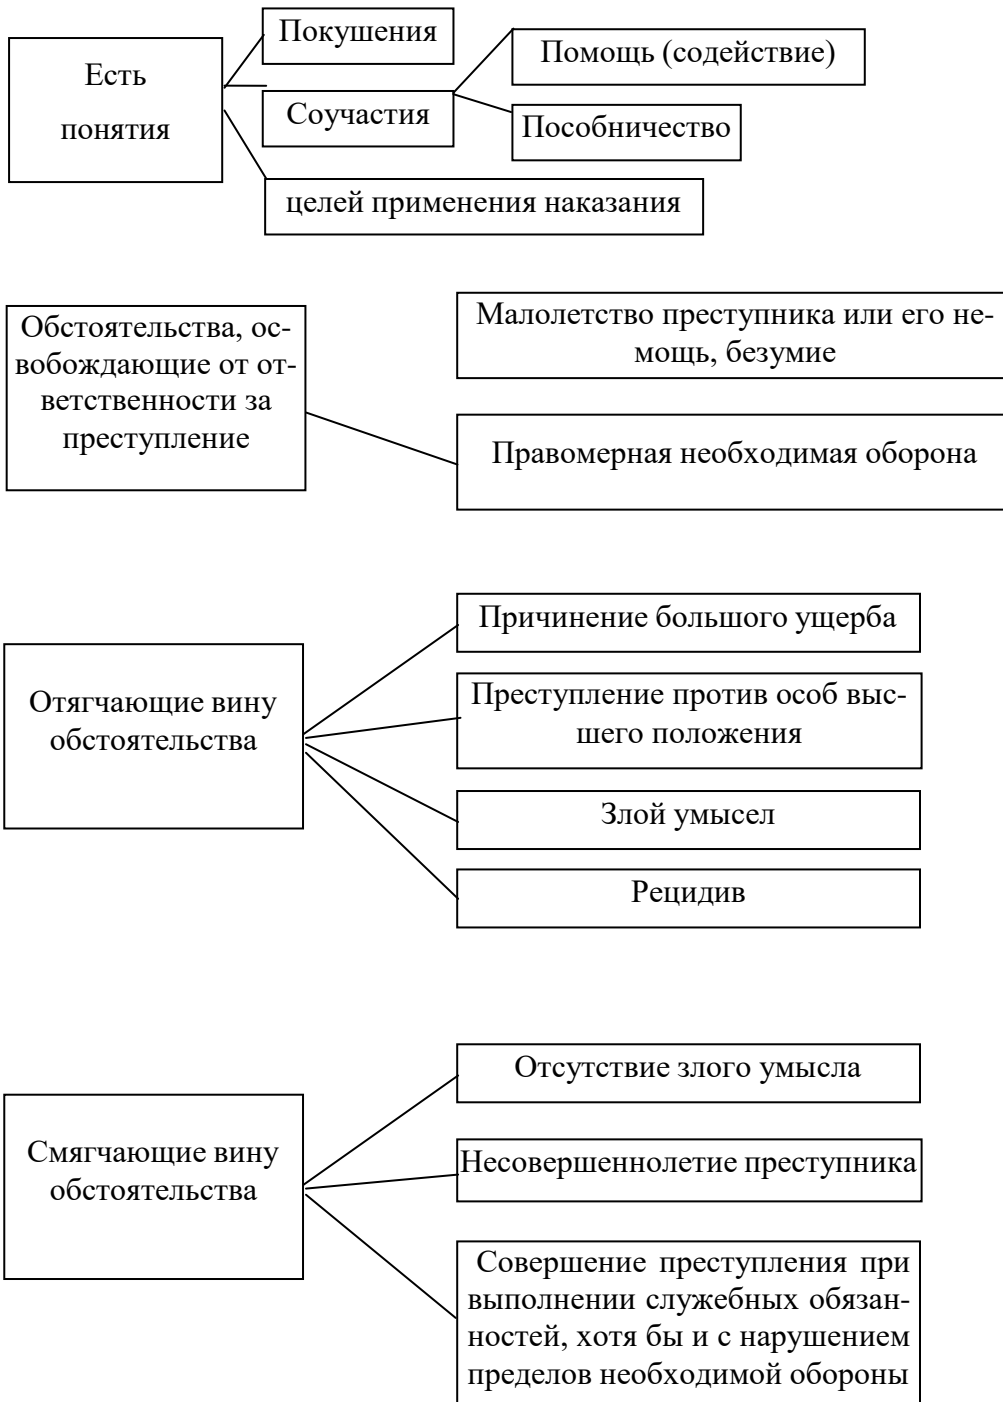 Есть
понятия
Покушения
Соучастия
Помощь (содействие)
Пособничество
целей применения наказания
Обстоятельства, ос-
вобождающие от от-
ветственности за
преступление
Малолетство преступника или его не-
мощь, безумие
Правомерная необходимая оборона
Отягчающие вину
обстоятельства
Причинение большого ущерба
Преступление против особ выс-
шего положения
Злой умысел
Рецидив
Смягчающие вину
обстоятельства
Отсутствие злого умысла
Несовершеннолетие преступника
Совершение преступления при
выполнении служебных обязан-
ностей, хотя бы и с нарушением
пределов необходимой обороны